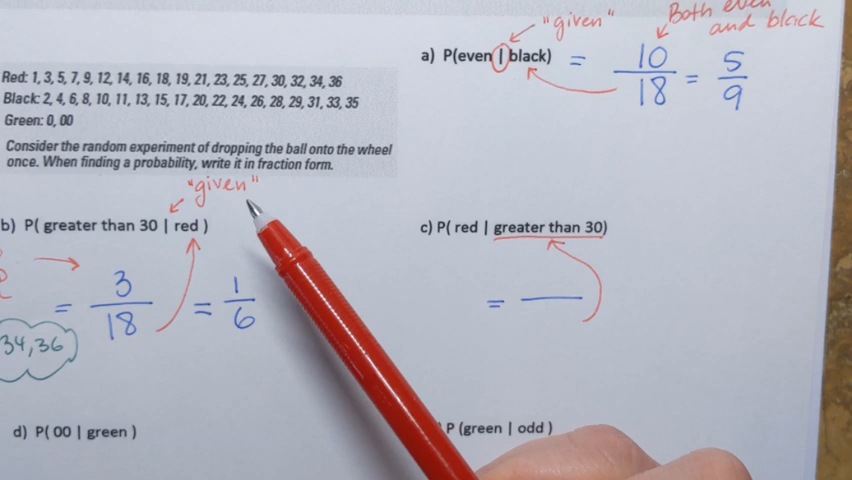 "given"
Both even
and black
a) P(even | black) = 10/18 = 5/9
Red: 1, 3, 5, 7, 9, 12, 14, 16, 18, 19, 21, 23, 25, 27, 30, 32, 34, 36
Black: 2, 4, 6, 8, 10, 11, 13, 15, 17, 20, 22, 24, 26, 28, 29, 31, 33, 35
Green: 0, 00
Consider the random experiment of dropping the ball onto the wheel
once. When finding a probability, write it in fraction form.
"given"
b) P( greater than 30 | red )
= 3/18 = 1/6
34, 36
c) P( red | greater than 30)
=
d) P( 00 | green )
P (green | odd )